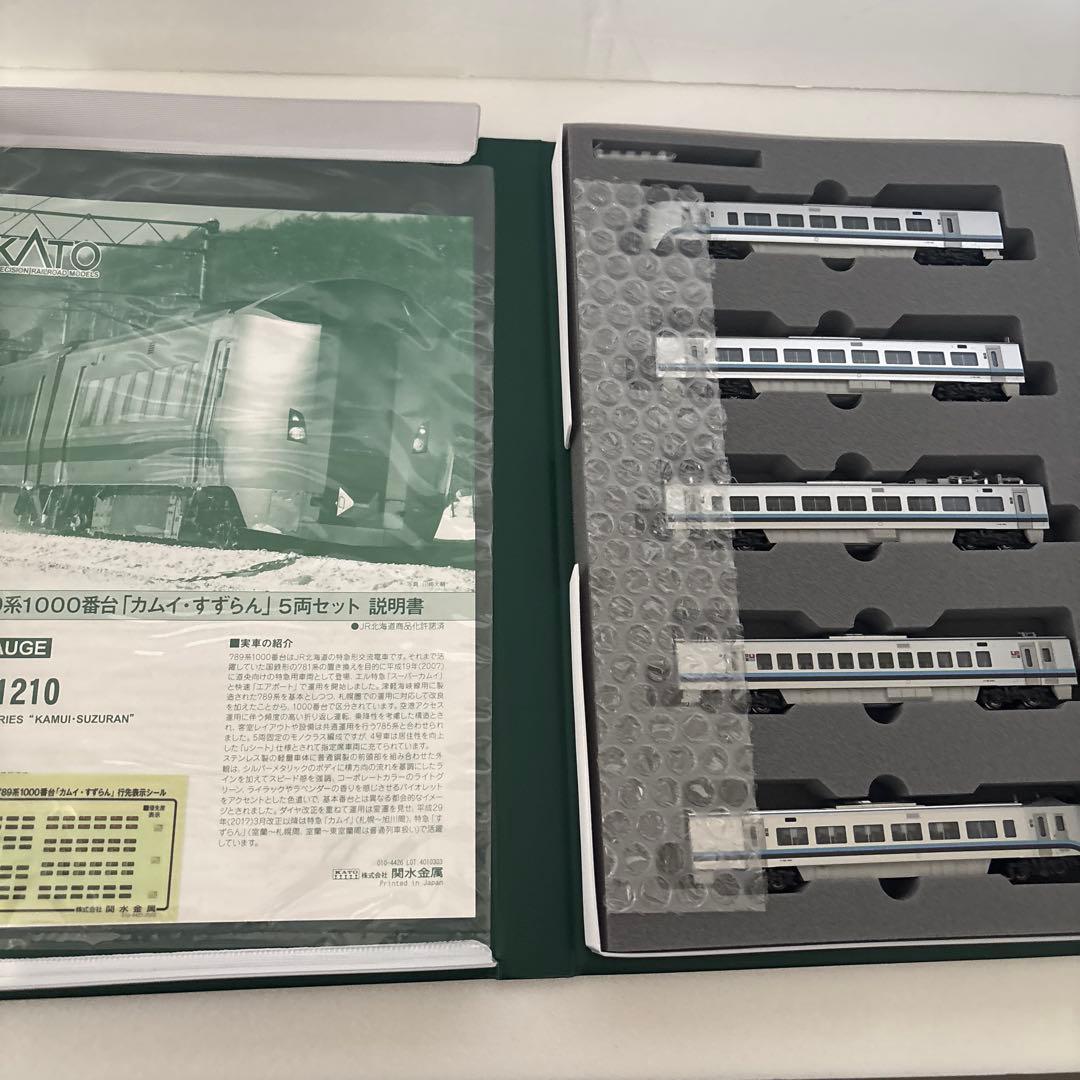 KATO
PRECISION RAILROAD MODELS
写真:川崎大輔
9系1000番台「カムイ・すずらん」5両セット 説明書
●JR北海道商品化許諾済
AUGE
1210
RIES "KAMUI・SUZURAN"
■実車の紹介
789系1000番台はJR北海道の特急形交流電車です。それまで活
躍していた国鉄形の781系の置き換えを目的に平成19年(2007)
に道央向けの特急用車両として登場、エル特急「スーパーカムイ」
と快速「エアポート」で運用を開始しました。津軽海峡線用に製
造された789系を基本としつつ、札幌圏での運用に対応して改良
を加えたことから、1000番台で区分されています。空港アクセス
運用に伴う頻度の高い折り返し運転、乗降性を考慮した構造とさ
れ、客室レイアウトや設備は共通運用を行う785系と合わせられ
ました。5両固定のモノクラス編成ですが、4号車は居住性を向上
した「uシート」仕様とされて指定席車両に充てられています。
ステンレス製の軽量車体に普通鋼製の前頭部を組み合わせた外
観は、シルバーメタリックのボディに横方向の流れを基調にしたラ
インを加えてスピード感を強調。コーポレートカラーのライトグ
リーン、ライラックやラベンダーの香りを感じさせるバイオレット
をアクセントとした色遣いで、基本番台とは異なる都会的なイメー
ジとされました。ダイヤ改正を重ねて運用は変遷を見せ、平成29
年(2017)3月改正以降は特急「カムイ」(札幌〜旭川間)、特急「す
ずらん」(室蘭〜札幌間、室蘭〜東室蘭間は普通列車扱い)で活躍
しています。
789系1000番台「カムイ・すずらん」行先表示シール
■優先席
表示
株式会社 関水金属
010-4426 LOT.4010303
KATO 株式会社 関水金属
Printed in Japan